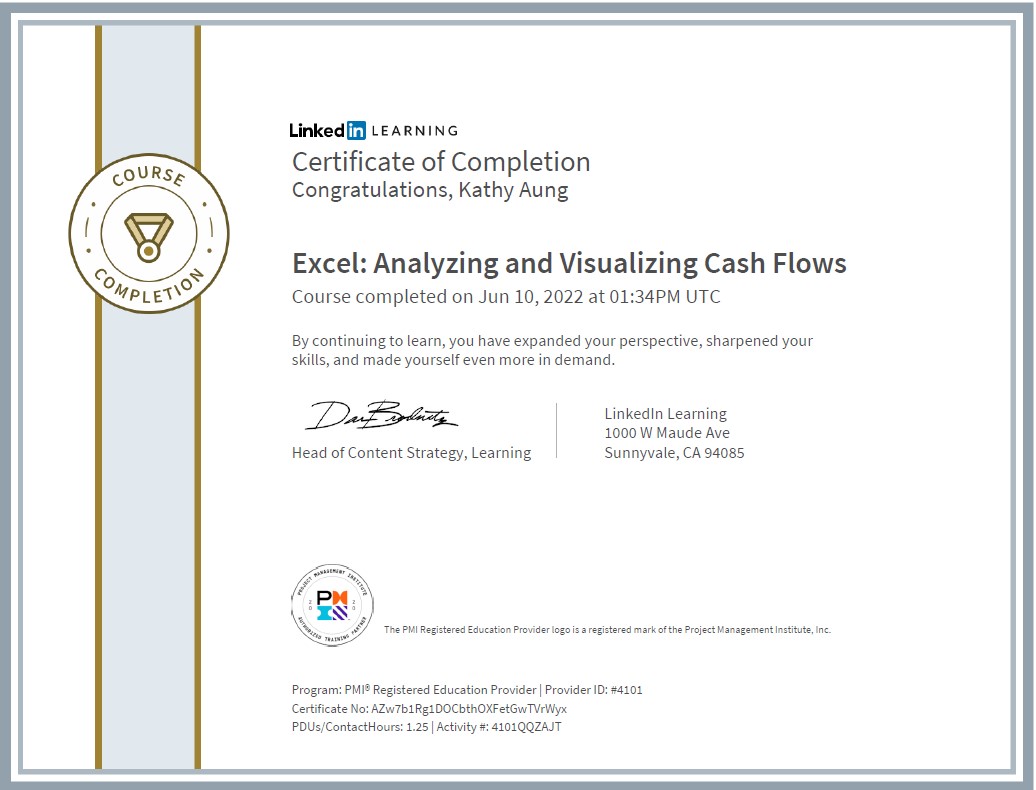 COURSE
COMPLETION
Linked in LEARNING
Certificate of Completion
Congratulations, Kathy Aung
Excel: Analyzing and Visualizing Cash Flows
Course completed on Jun 10, 2022 at 01:34PM UTC
By continuing to learn, you have expanded your perspective, sharpened your
skills, and made yourself even more in demand.
Head of Content Strategy, Learning
LinkedIn Learning
1000 W Maude Ave
Sunnyvale, CA 94085
PROJECT MANAGEMENT INSTITUTE
20 20
PM
AUTHORIZED TRAINING PARTNER
The PMI Registered Education Provider logo is a registered mark of the Project Management Institute, Inc.
Program: PMI® Registered Education Provider | Provider ID: #4101
Certificate No: AZw7b1Rg1DOCbthOXFetGwTVrWyx
PDUs/ContactHours: 1.25 | Activity #: 4101QQZAJT